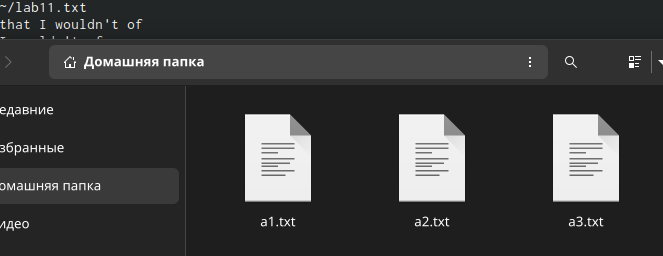 ~/lab11.txt
that I wouldn't of
Домашняя папка
едавние
збранные
омашняя папка
идео
a1.txt
a2.txt
a3.txt